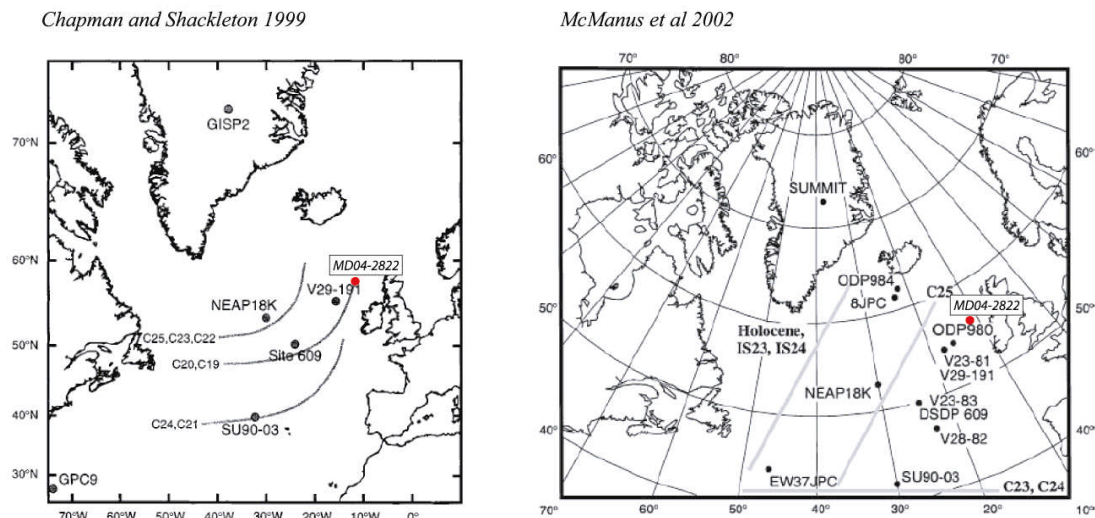 Chapman and Shackleton 1999
GISP2
70°N
60°N
MD04-2822
V29-191
NEAP18K
C25,C23,C22
50°N
Site 609
C20,C19
40°N
C24,C21
SU90-03
30°N
GPC9
70°W 60°W 50°W 40°W 30°W 20°W 10°W 0°
McManus et al 2002
70° 80° 80° 70°
60° 60°
SUMMIT
ODP984
8JPC
C25
MD04-2822
50° 50°
Holocene,
IS23, IS24
ODP980
V23-81
V29-191
NEAP18K
V23-83
DSDP 609
40° 40°
V28-82
EW37JPC
SU90-03
C23, C24
70° 60° 50° 40° 30° 20° 10°